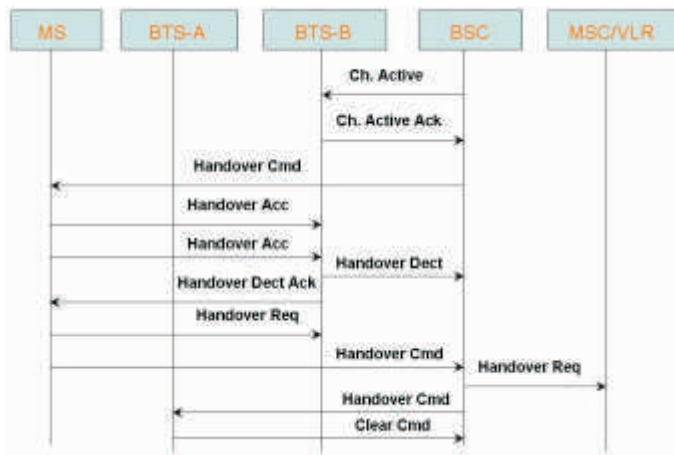 MS
BTS-A
BTS-B
BSC
MSC/VLR
Ch. Active
Ch. Active Ack
Handover Cmd
Handover Acc
Handover Acc
Handover Dect
Handover Dect Ack
Handover Req
Handover Cmd
Handover Req
Handover Cmd
Clear Cmd